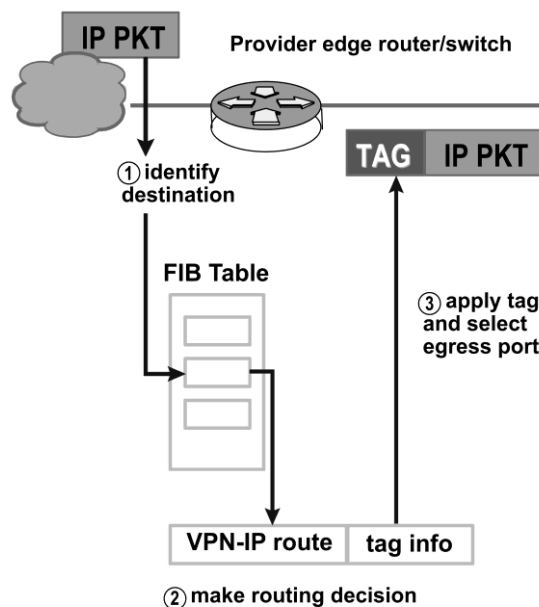 IP PKT
Provider edge router/switch
TAG IP PKT
① identify
destination
FIB Table
③ apply tag
and select
egress port
VPN-IP route tag info
② make routing decision